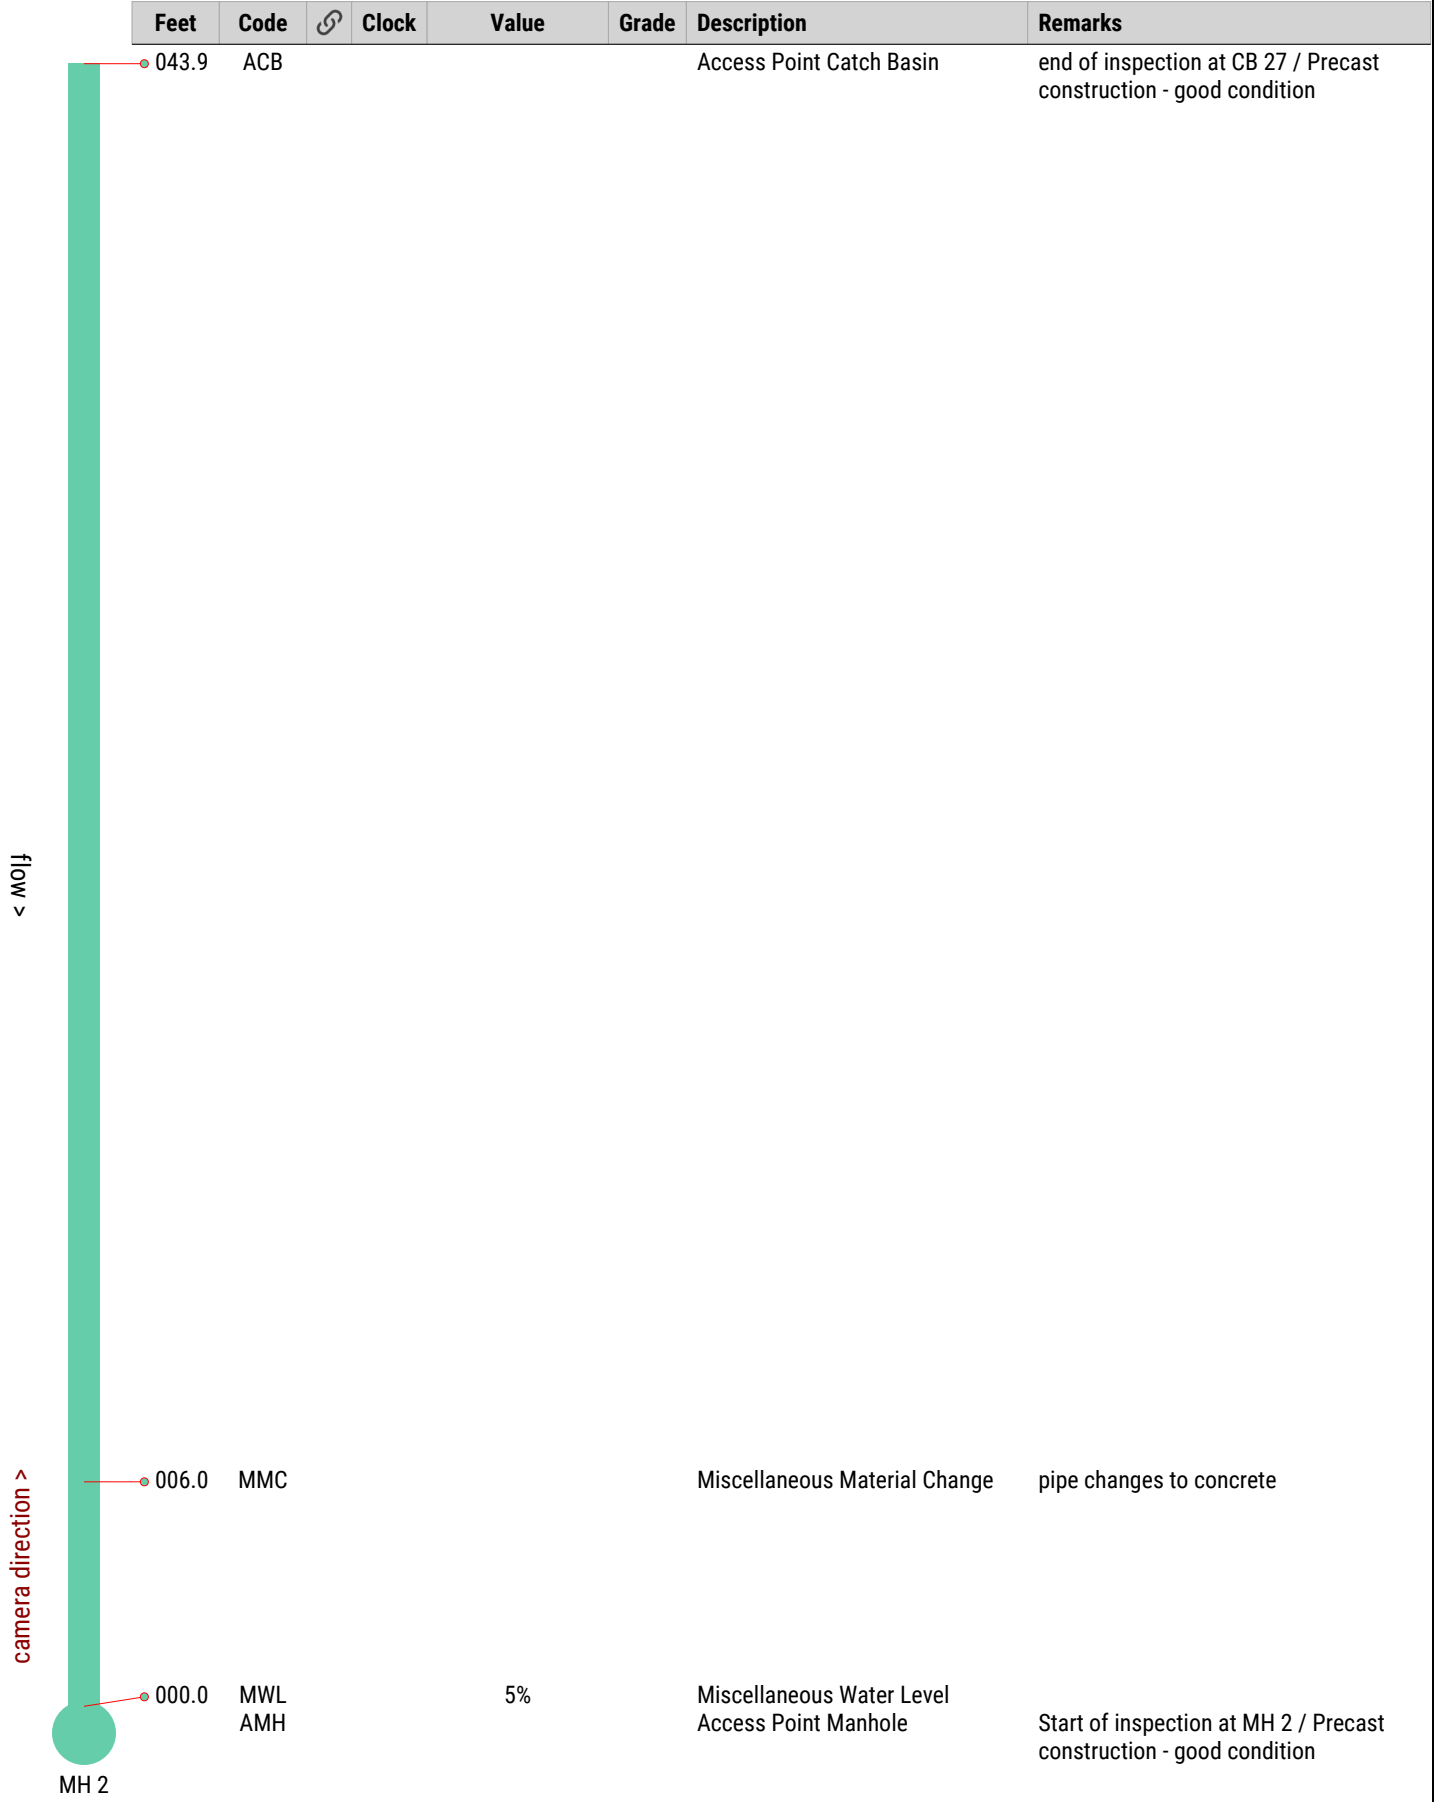 Feet Code Clock Value Grade Description Remarks
043.9 ACB Access Point Catch Basin end of inspection at CB 27 / Precast
construction - good condition
flow >
006.0 MMC Miscellaneous Material Change pipe changes to concrete
camera direction >
000.0 MWL 5% Miscellaneous Water Level
AMH Access Point Manhole Start of inspection at MH 2 / Precast
construction - good condition
MH 2